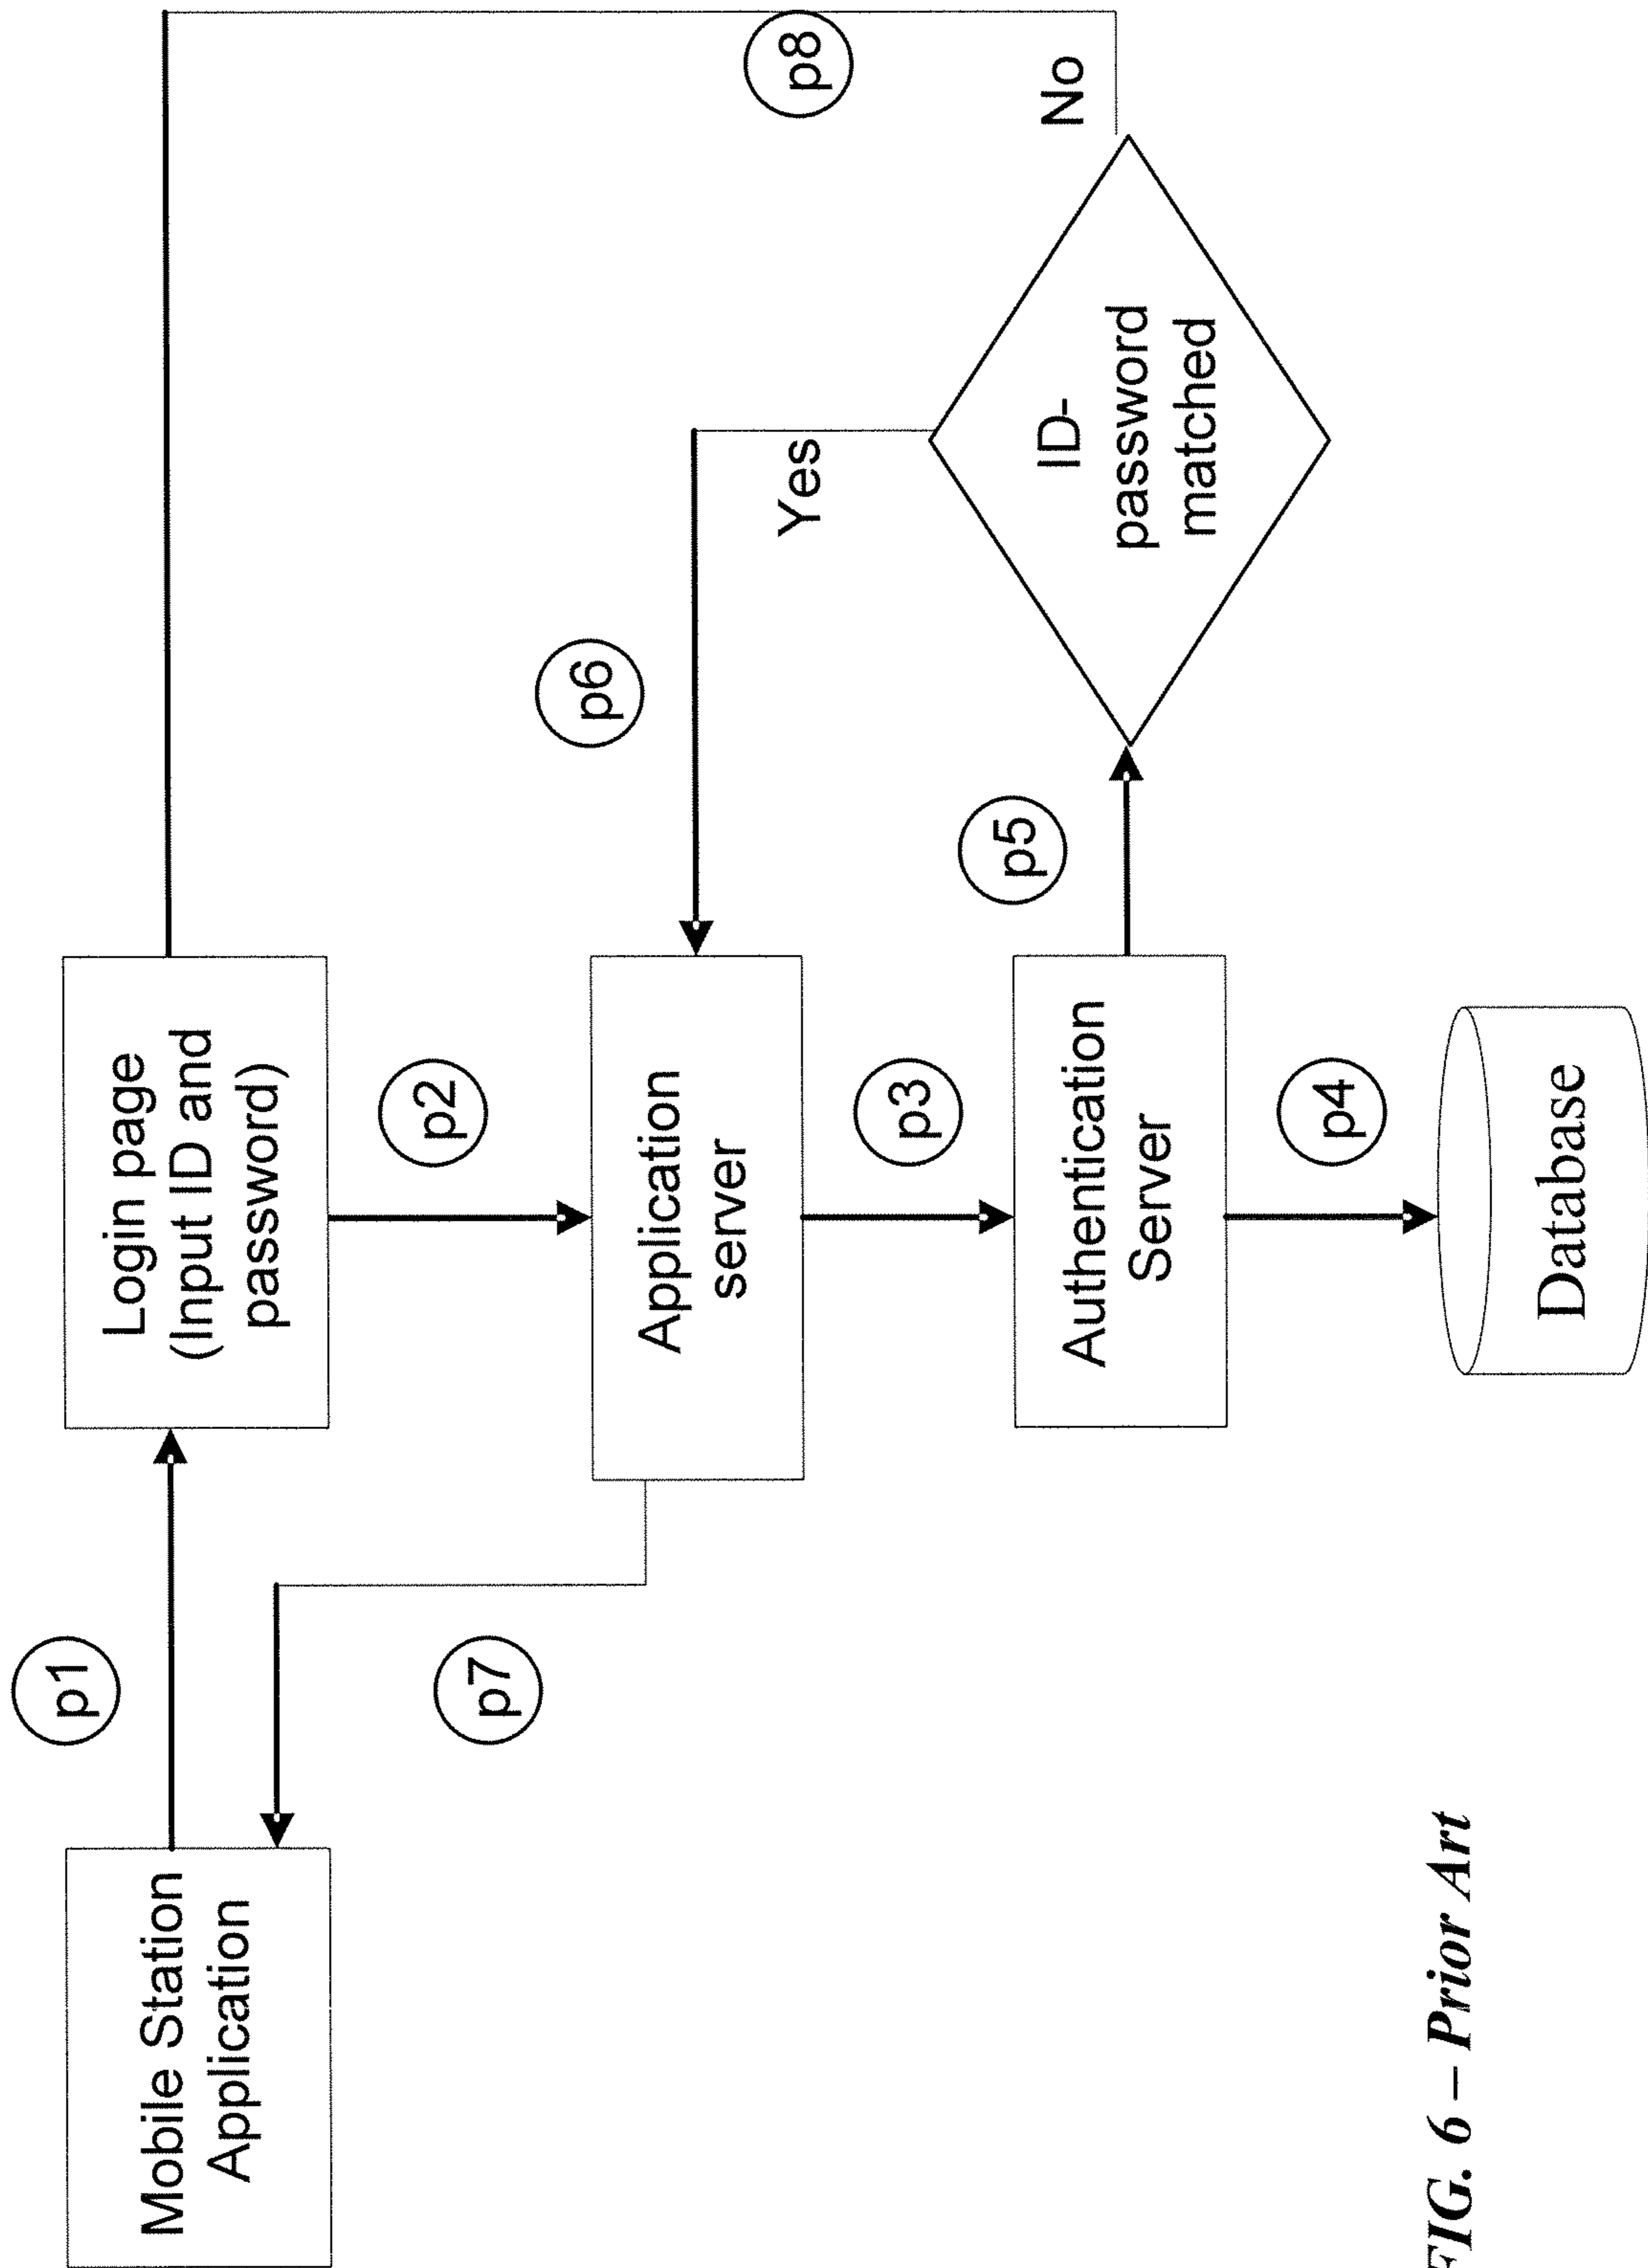 Mobile Station
Application
p1
Login page
(Input ID and
password)
p2
Application
server
p3
Authentication
Server
p4
Database
p5
ID-
password
matched
Yes
p6
p7
No
p8
FIG. 6 – Prior Art